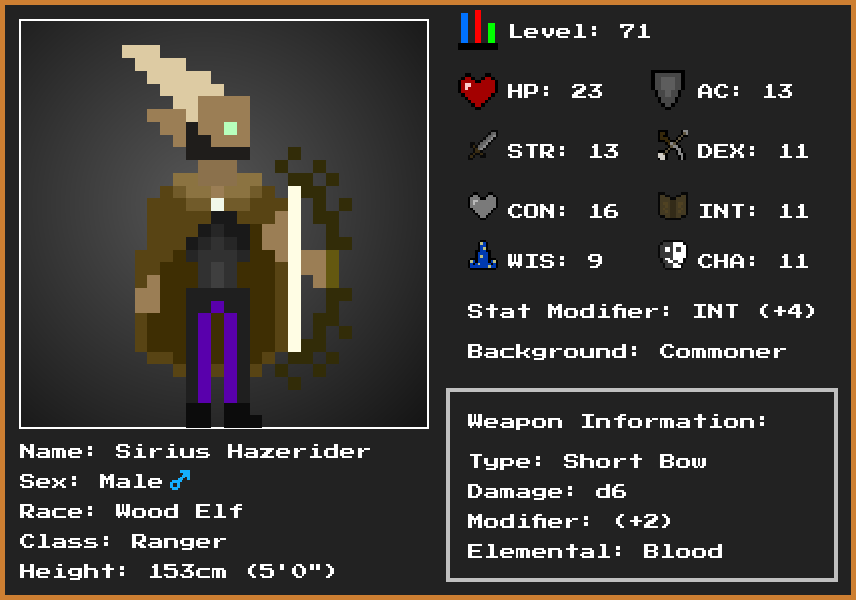 Level: 71
HP: 23
AC: 13
STR: 13
DEX: 11
CON: 16
INT: 11
WIS: 9
CHA: 11
Stat Modifier: INT (+4)
Background: Commoner
Weapon Information:
Type: Short Bow
Damage: d6
Modifier: (+2)
Elemental: Blood
Name: Sirius Hazerider
Sex: Male♂
Race: Wood Elf
Class: Ranger
Height: 153cm (5'0")